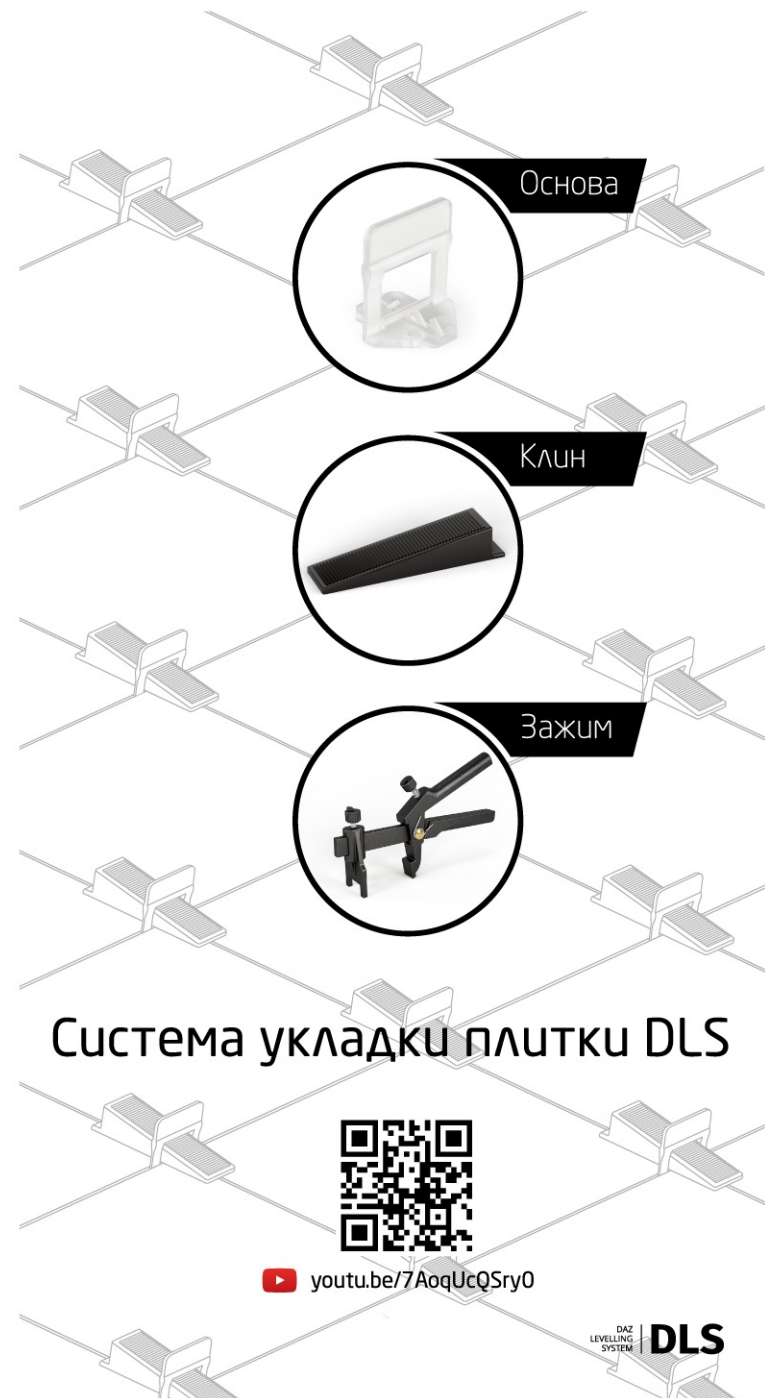 Основа
Клин
Зажим
Система укладки плитки DLS
youtu.be/7AoqUcQSry0
DAZ
LEVELLING
SYSTEM
DLS